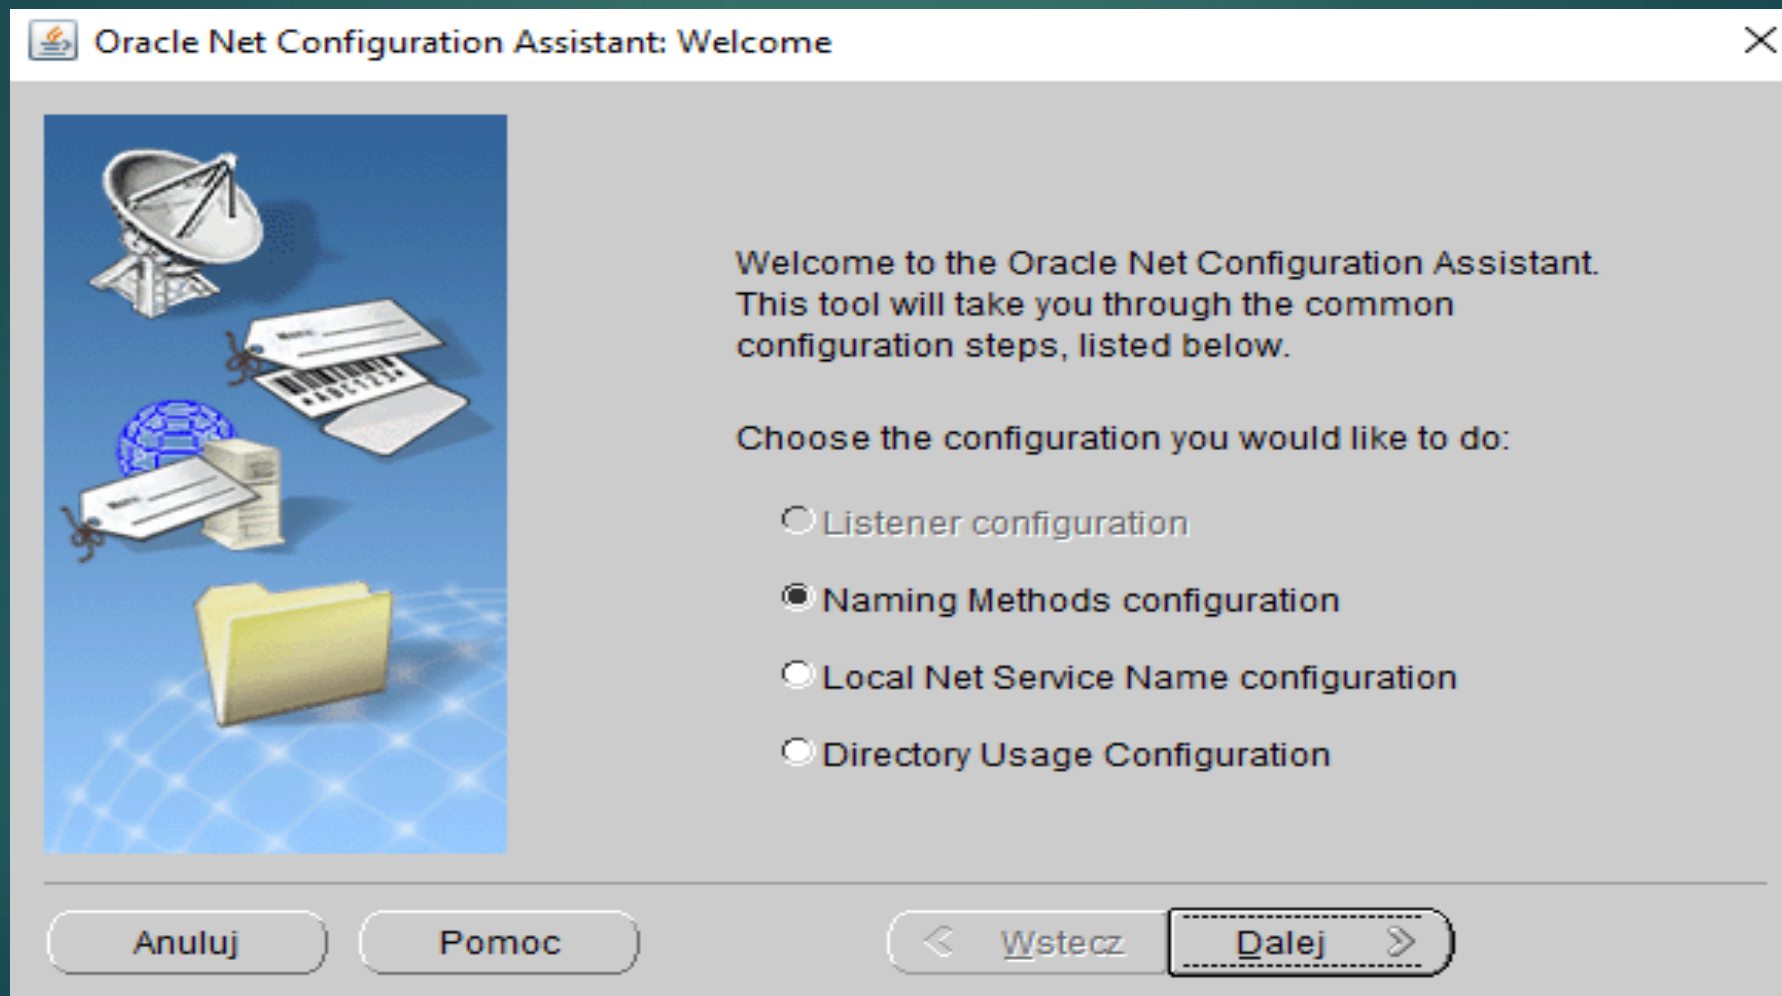 Oracle Net Configuration Assistant: Welcome
Welcome to the Oracle Net Configuration Assistant.
This tool will take you through the common
configuration steps, listed below.
Choose the configuration you would like to do:
Listener configuration
Naming Methods configuration
Local Net Service Name configuration
Directory Usage Configuration
Anuluj
Pomoc
Wstecz
Dalej